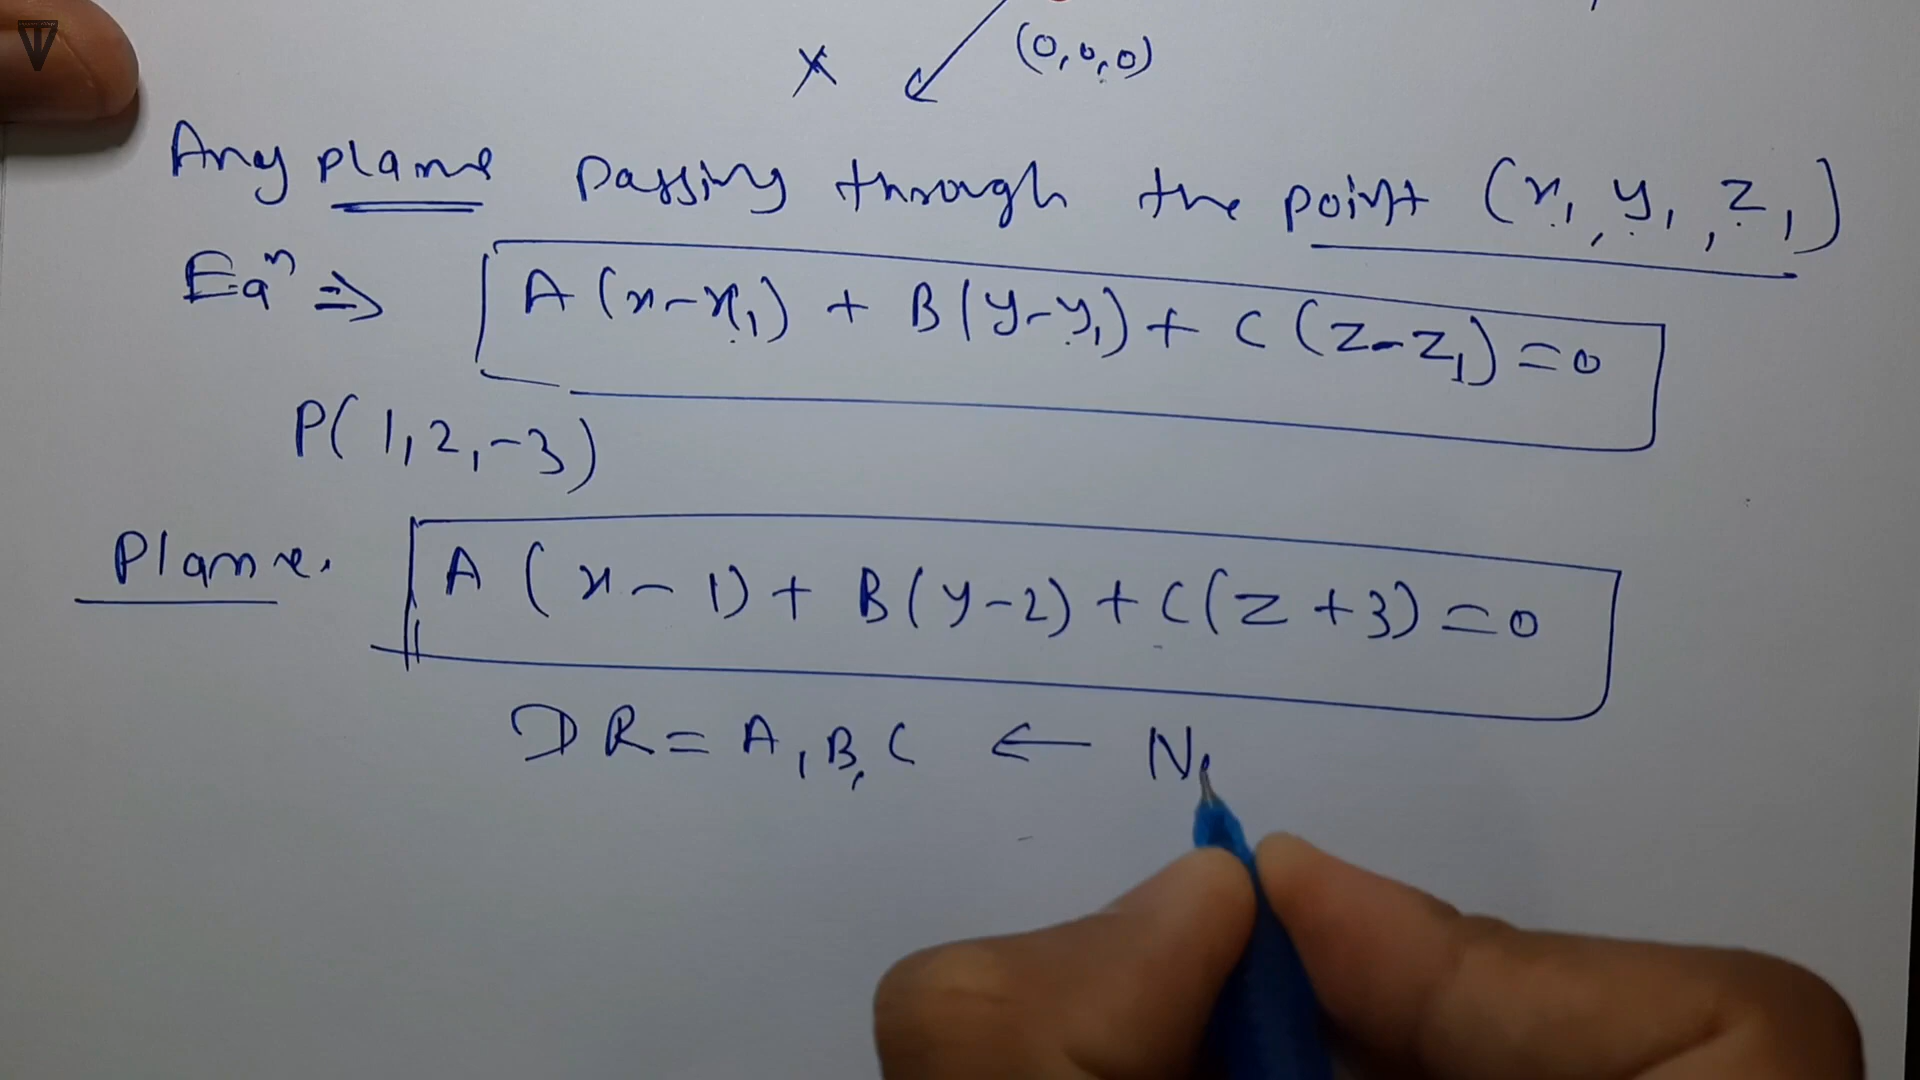 X (0,0,0)
Any plane passing through the point (x₁, y₁, z₁)
Eqⁿ ⇒ A(x-x₁) + B(y-y₁) + C(z-z₁) = 0
P(1,2,-3)
Plane. A(x-1) + B(y-2) + C(z+3) = 0
DR = A, B, C ← N